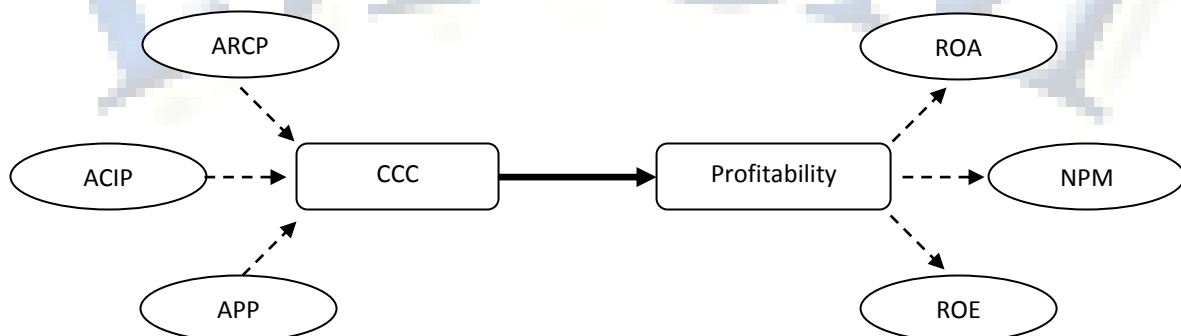 ARCP
ROA
ACIP
CCC
Profitability
NPM
APP
ROE